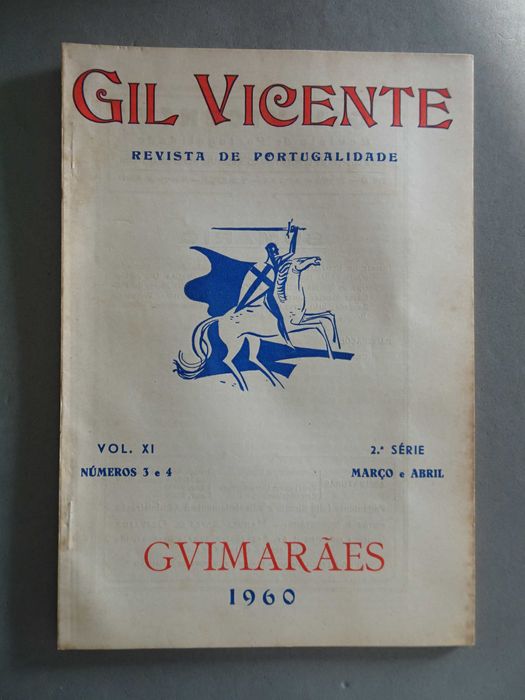 GIL VICENTE
REVISTA DE PORTUGALIDADE
VOL. XI
NÚMEROS 3 e 4
2.ª SÉRIE
MARÇO e ABRIL
GVIMARÃES
1960